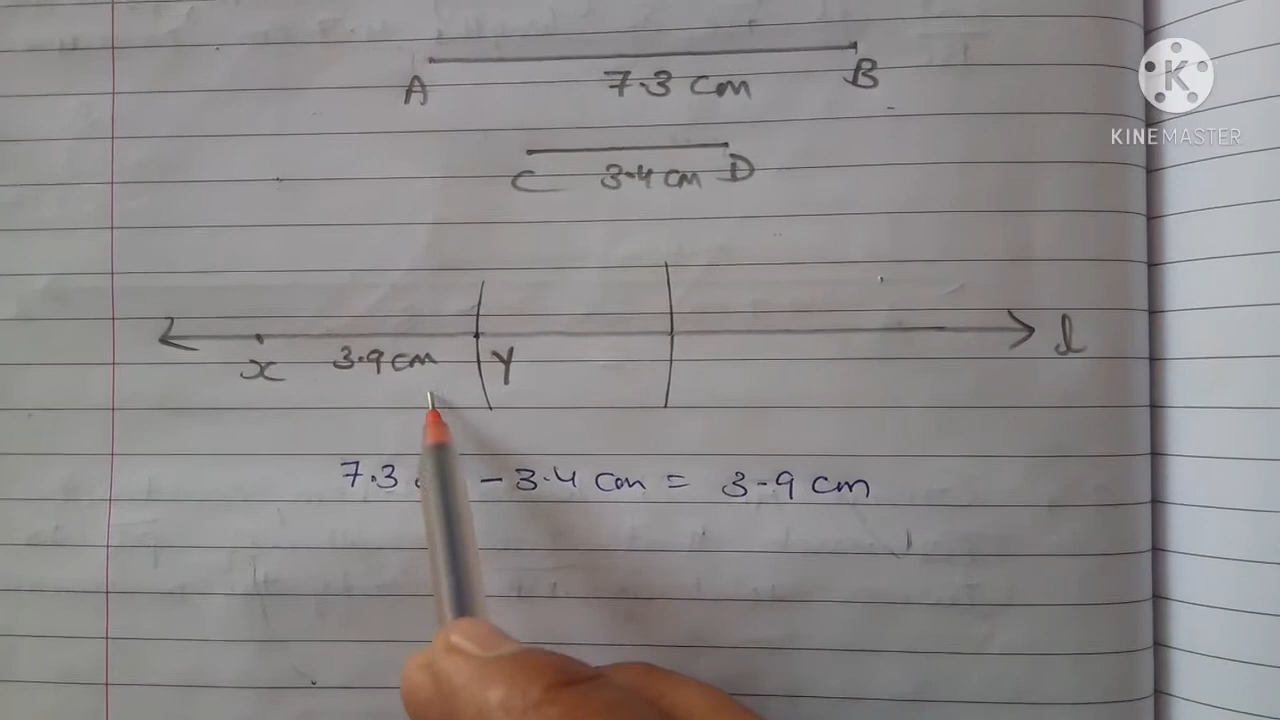 A 7.3 cm B
KINEMASTER
C 3.4 cm D
x 3.9 cm Y l
7.3 - 3.4 cm = 3.9 cm